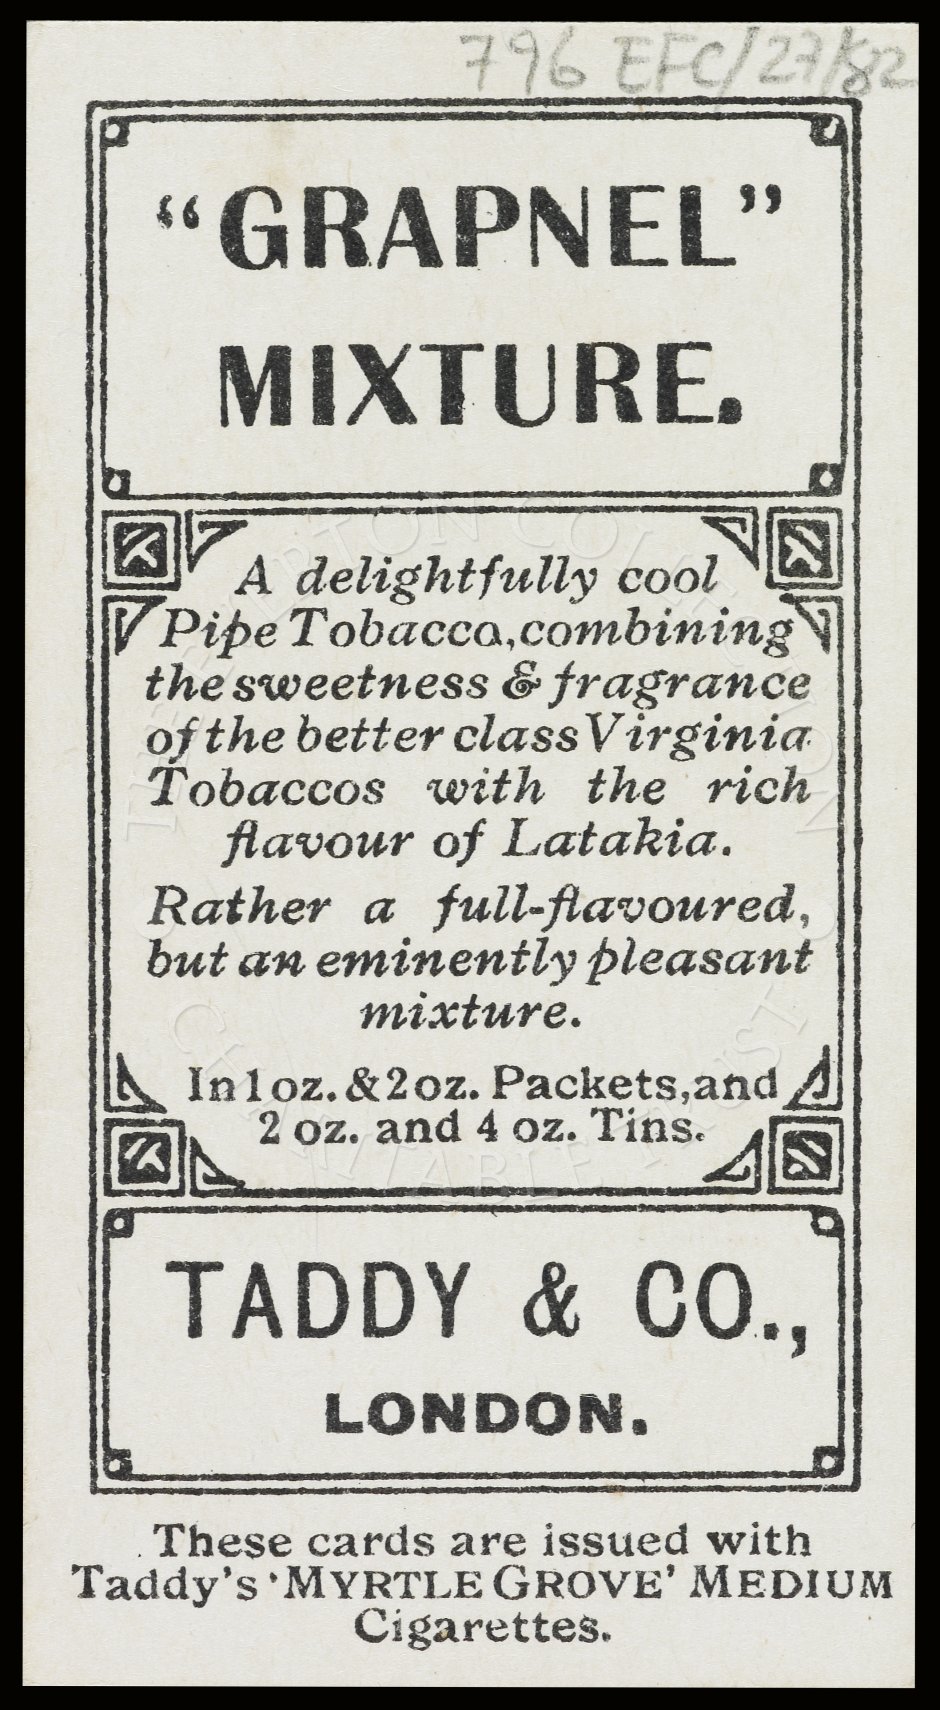 796 EFC/27/
“GRAPNEL”
MIXTURE.
A delightfully cool
Pipe Tobacco, combining
the sweetness & fragrance
of the better class Virginia
Tobaccos with the rich
flavour of Latakia.
Rather a full-flavoured,
but an eminently pleasant
mixture.
In 1 oz. & 2 oz. Packets, and
2 oz. and 4 oz. Tins.
TADDY & CO.,
LONDON.
These cards are issued with
Taddy's 'MYRTLE GROVE' MEDIUM
Cigarettes.